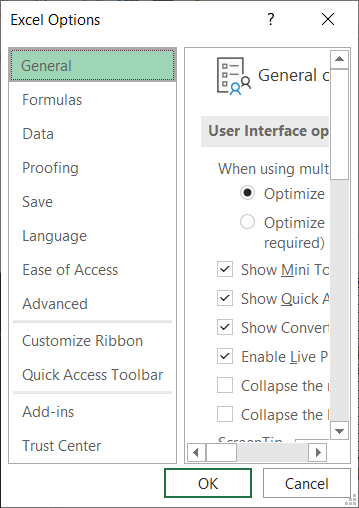 Excel Options
?
General
Formulas
Data
Proofing
Save
Language
Ease of Access
Advanced
Customize Ribbon
Quick Access Toolbar
Add-ins
Trust Center
General o
User Interface op
When using mult
Optimize
Optimize
required)
Show Mini To
Show Quick A
Show Convert
Enable Live P
Collapse the
Collapse the
ScreenTip
OK
Cancel